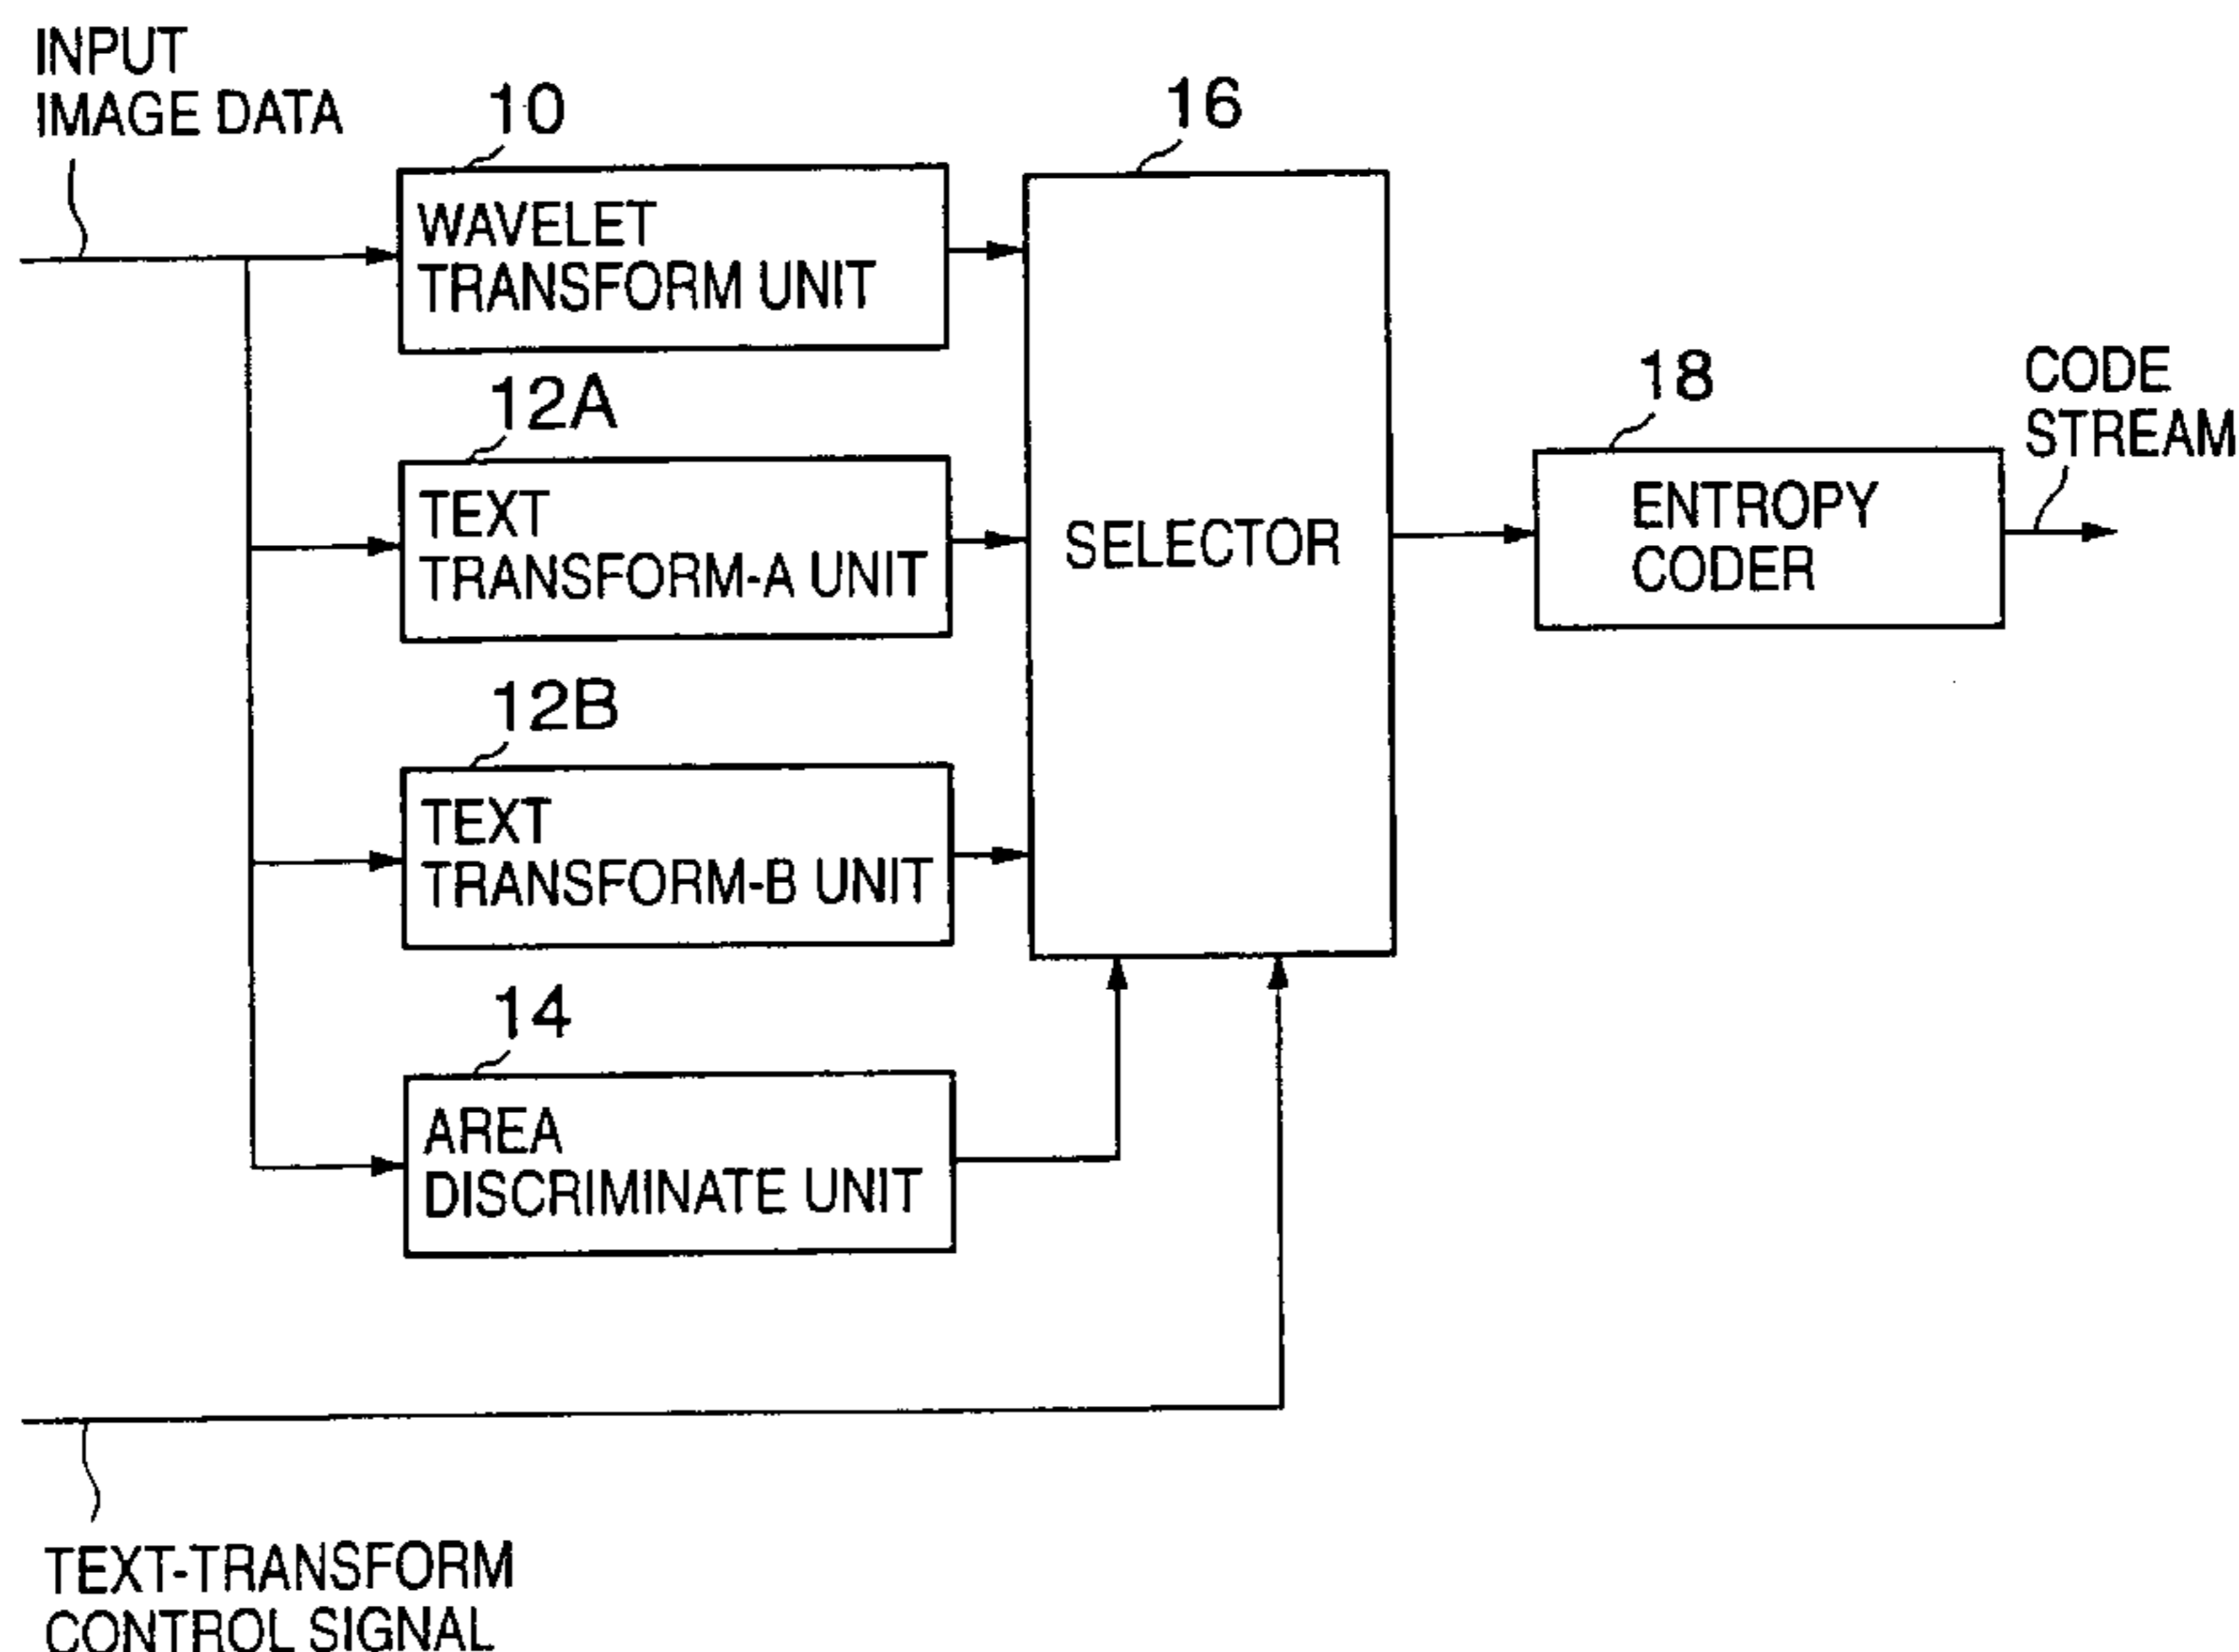 INPUT
IMAGE DATA
10
WAVELET
TRANSFORM UNIT
12A
TEXT
TRANSFORM-A UNIT
12B
TEXT
TRANSFORM-B UNIT
14
AREA
DISCRIMINATE UNIT
16
SELECTOR
18
ENTROPY
CODER
CODE
STREAM
TEXT-TRANSFORM
CONTROL SIGNAL